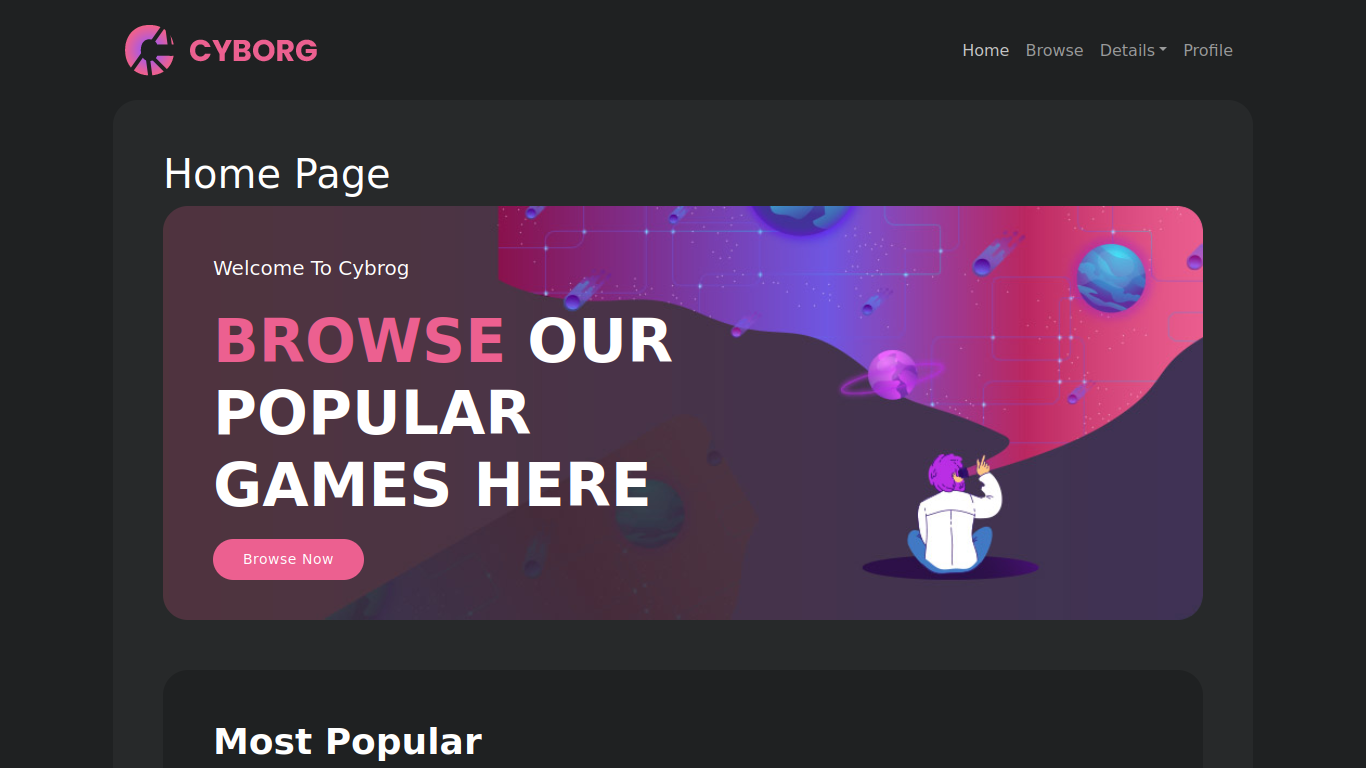 CYBORG
Home Browse Details Profile
Home Page
Welcome To Cybrog
BROWSE OUR
POPULAR
GAMES HERE
Browse Now
Most Popular